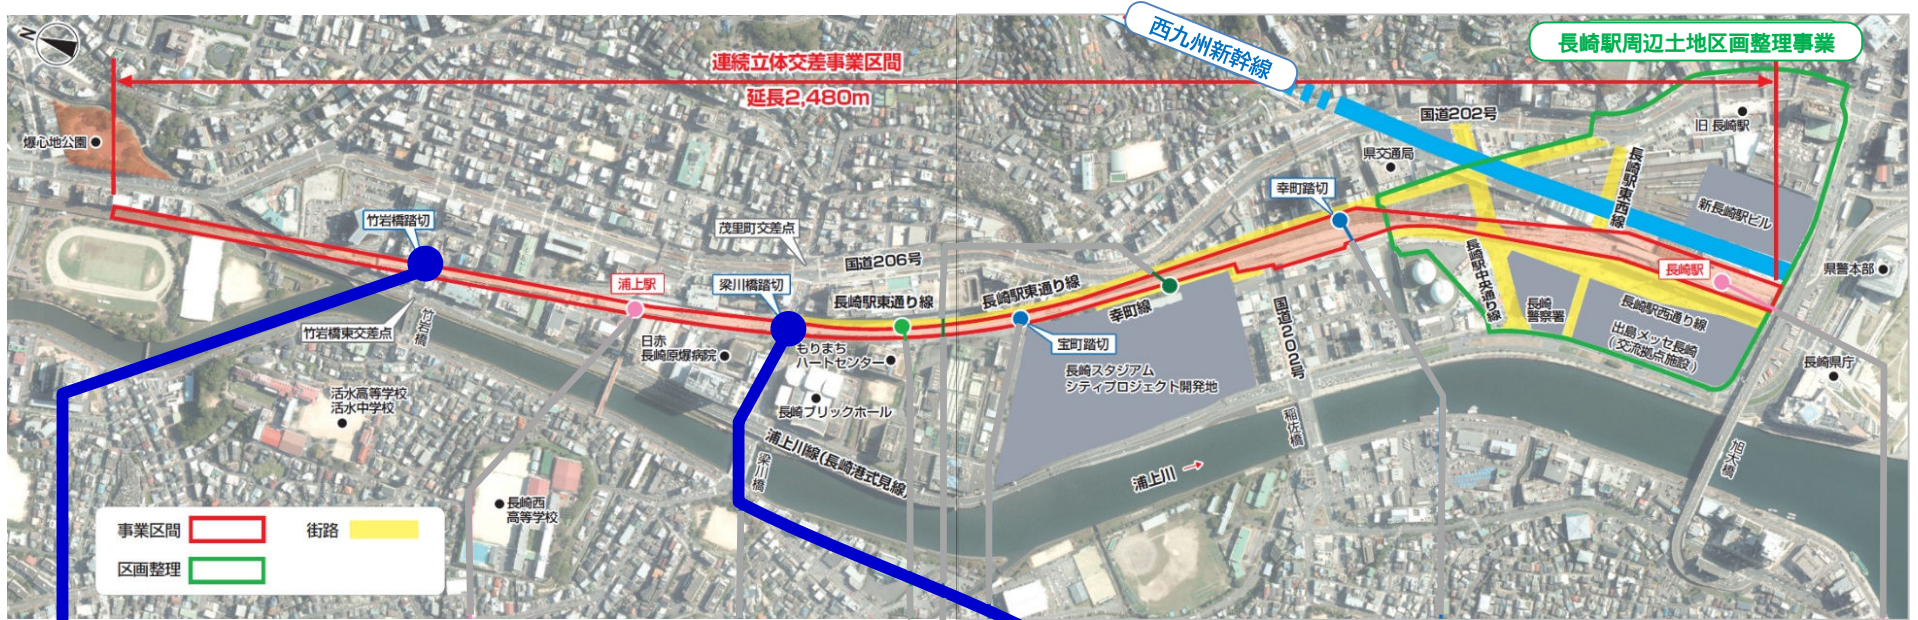 N
連続立体交差事業区間
延長2,480m
西九州新幹線
長崎駅周辺土地区画整理事業
爆心地公園
国道202号
旧 長崎駅
県交通局
長崎駅東西線
幸町踏切
竹岩橋踏切
茂里町交差点
国道206号
新長崎駅ビル
浦上駅
梁川橋踏切
長崎駅東通り線
長崎駅東通り線
幸町線
長崎駅中央通り線
長崎駅
県警本部
竹岩橋東交差点
竹岩橋
日赤
長崎原爆病院
もりまち
ハートセンター
宝町踏切
国道202号
長崎
警察署
長崎駅西通り線
出島メッセ長崎
(交流拠点施設)
長崎スタジアム
シティプロジェクト開発地
長崎県庁
活水高等学校
活水中学校
長崎ブリックホール
浦上川線(長崎港式見線)
梁川橋
稲佐橋
旭大橋
浦上川
長崎西
高等学校
事業区間
街路
区画整理